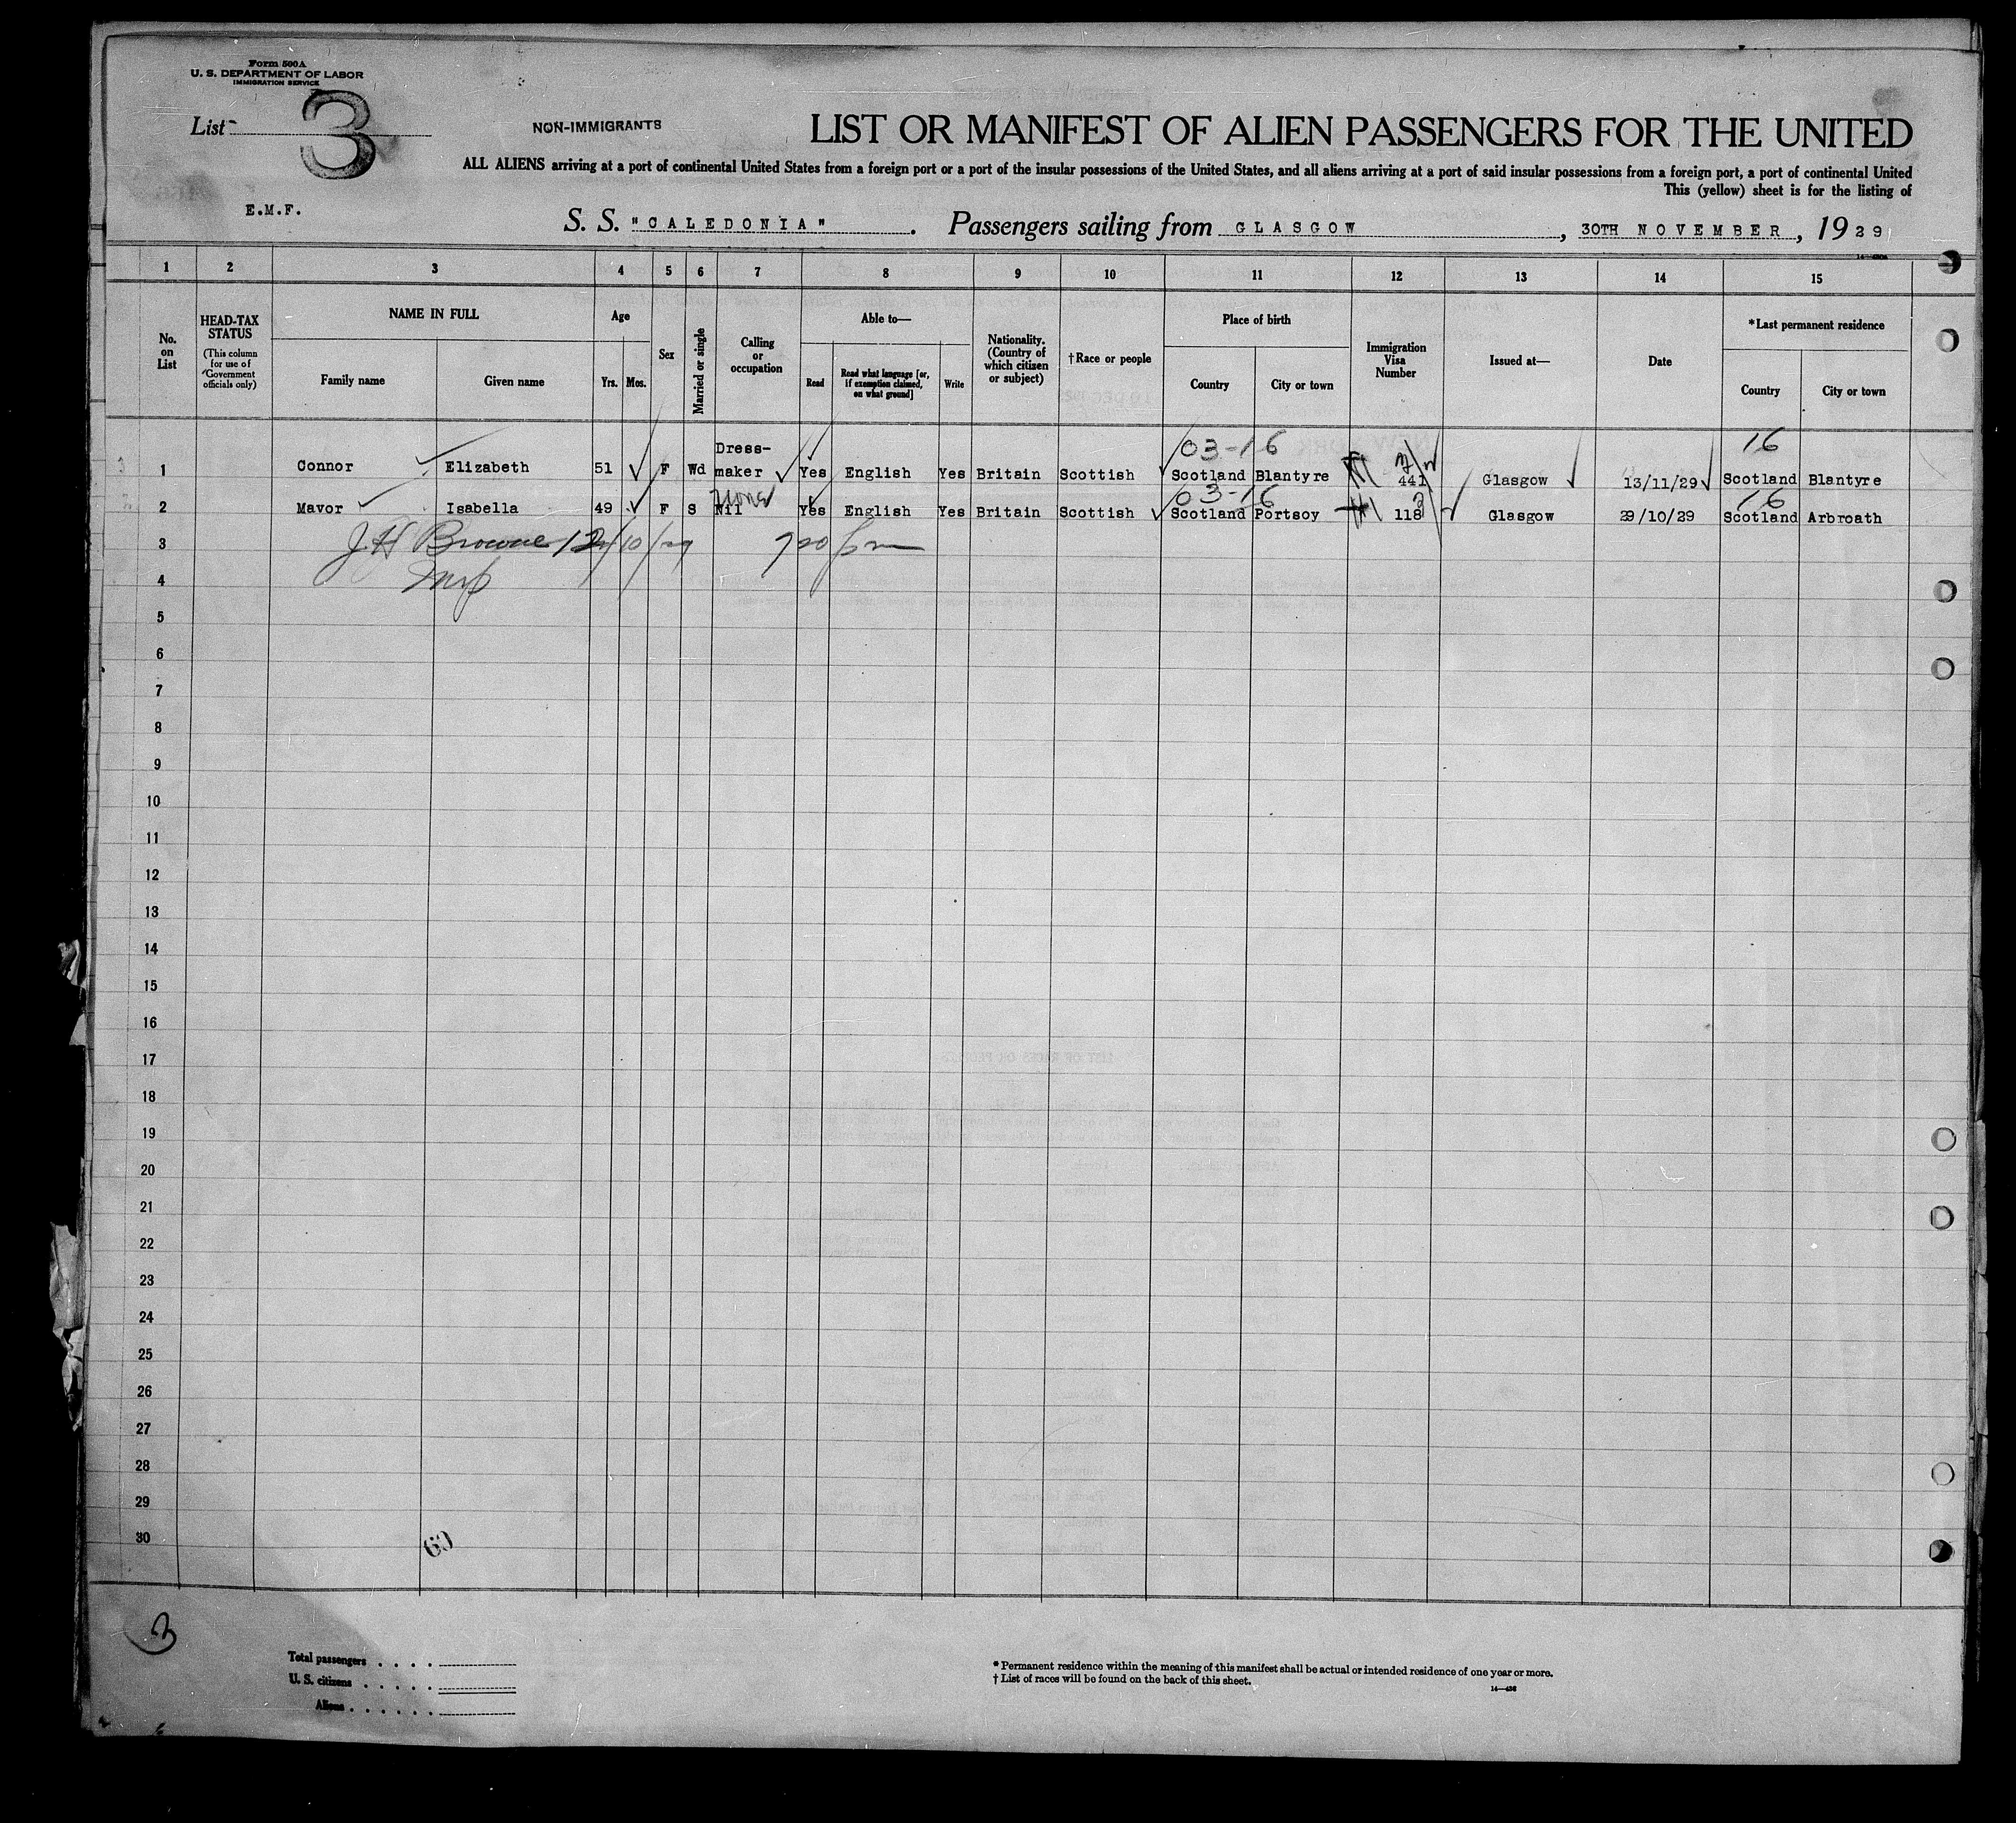 Form 500A
U. S. DEPARTMENT OF LABOR
IMMIGRATION SERVICE
List 3
NON-IMMIGRANTS
LIST OR MANIFEST OF ALIEN PASSENGERS FOR THE UNITED
ALL ALIENS arriving at a port of continental United States from a foreign port or a port of the insular possessions of the United States, and all aliens arriving at a port of said insular possessions from a foreign port, a port of continental United
This (yellow) sheet is for the listing of
E.M.F.
S. S. "CALEDONIA". Passengers sailing from GLASGOW, 30TH NOVEMBER, 1929
1 2 3 4 5 6 7 8 9 10 11 12 13 14 15
No. on List
HEAD-TAX STATUS
(This column for use of Government officials only)
NAME IN FULL
Family name Given name
Age
Yrs. Mos.
Sex
Married or single
Calling or occupation
Able to—
Read
Read what language [or, if exemption claimed, on what ground]
Write
Nationality. (Country of which citizen or subject)
†Race or people
Place of birth
Country City or town
Immigration Visa Number
Issued at—
Date
*Last permanent residence
Country City or town
03-16 16
1 Connor Elizabeth 51 F Wd Dress-maker Yes English Yes Britain Scottish Scotland Blantyre 441 Glasgow 13/11/29 Scotland Blantyre
None 03-16 16
2 Mavor Isabella 49 F S Nil Yes English Yes Britain Scottish Scotland Portsoy 118 Glasgow 29/10/29 Scotland Arbroath
3 J H Browne
4 Insp
5
6
7
8
9
10
11
12
13
14
15
16
17
18
19
20
21
22
23
24
25
26
27
28
29
30
3
Total passengers . . . .
U. S. citizens . . . . .
Aliens . . . . . .
* Permanent residence within the meaning of this manifest shall be actual or intended residence of one year or more.
† List of races will be found on the back of this sheet.
14—436